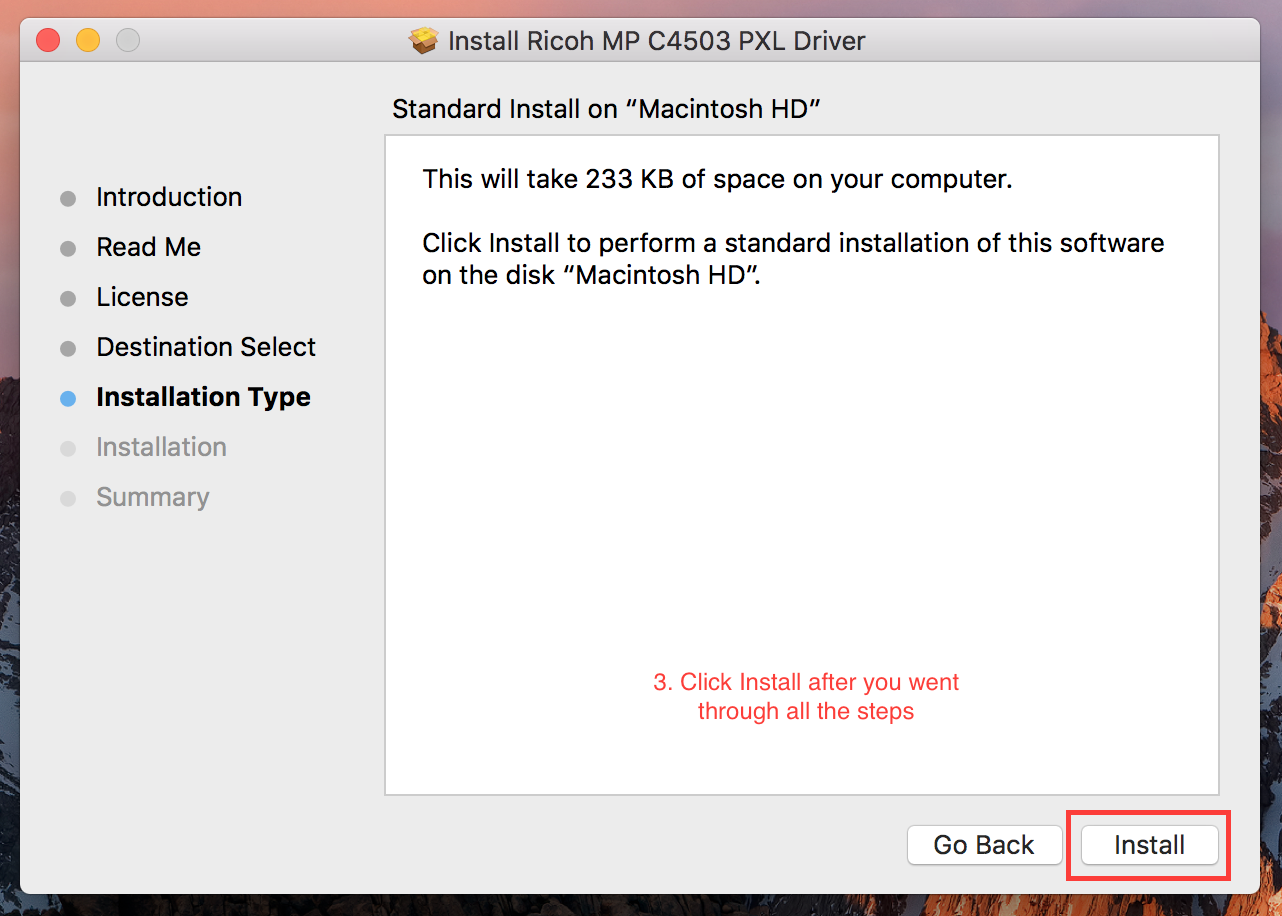 Install Ricoh MP C4503 PXL Driver
Standard Install on “Macintosh HD”
Introduction
Read Me
License
Destination Select
Installation Type
Installation
Summary
This will take 233 KB of space on your computer.
Click Install to perform a standard installation of this software
on the disk “Macintosh HD”.
3. Click Install after you went
through all the steps
Go Back
Install